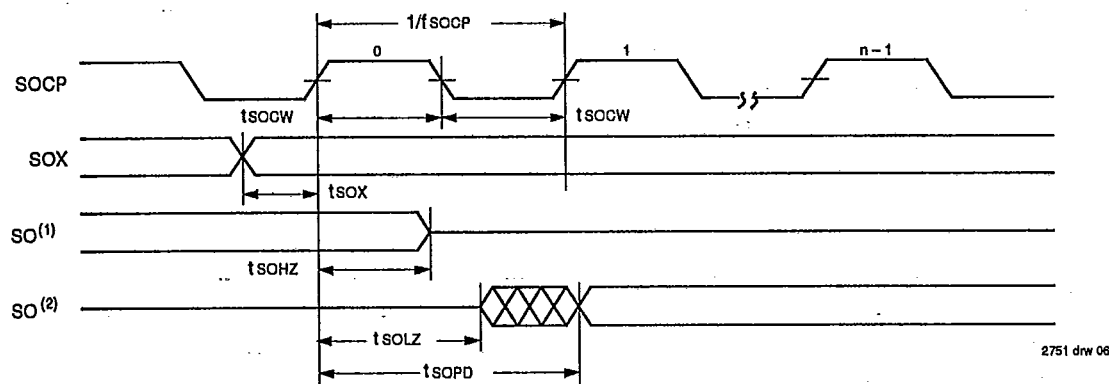 1/fSOCP
SOCP
0
1
n-1
tSOCW
tSOCW
SOX
tSOX
SO(1)
tSOHZ
SO(2)
tSOLZ
tSOPD
2751 drw 06